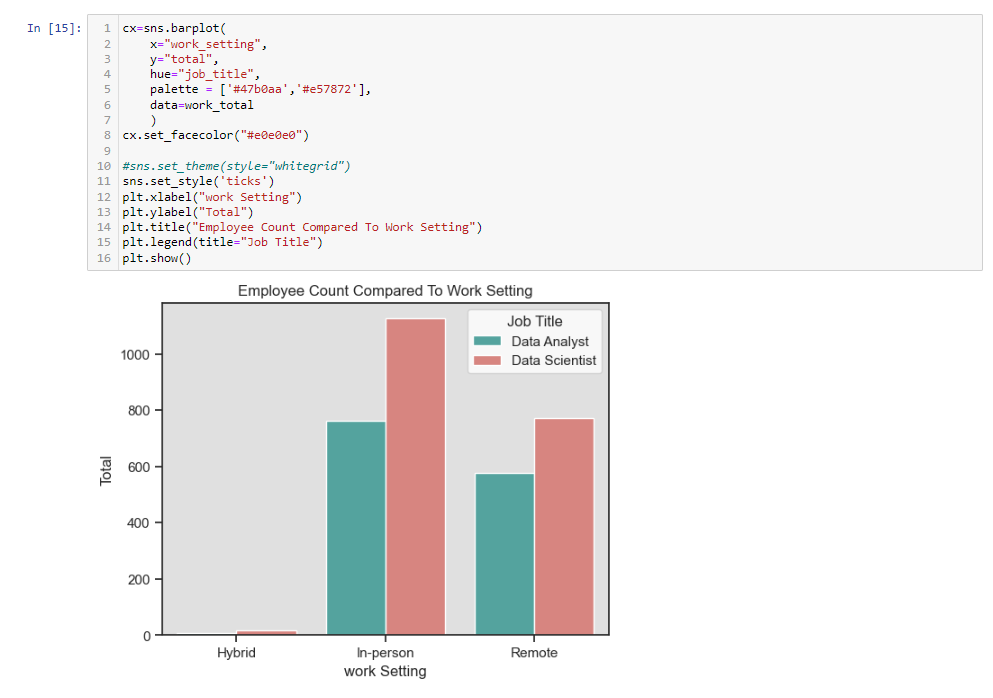 In [15]:
1 cx=sns.barplot(
2     x="work_setting",
3     y="total",
4     hue="job_title",
5     palette = ['#47b0aa','#e57872'],
6     data=work_total
7     )
8 cx.set_facecolor("#e0e0e0")
9
10 #sns.set_theme(style="whitegrid")
11 sns.set_style('ticks')
12 plt.xlabel("work Setting")
13 plt.ylabel("Total")
14 plt.title("Employee Count Compared To Work Setting")
15 plt.legend(title="Job Title")
16 plt.show()
Employee Count Compared To Work Setting
Job Title
Data Analyst
Data Scientist
1000
800
600
400
200
0
Total
Hybrid In-person Remote
work Setting